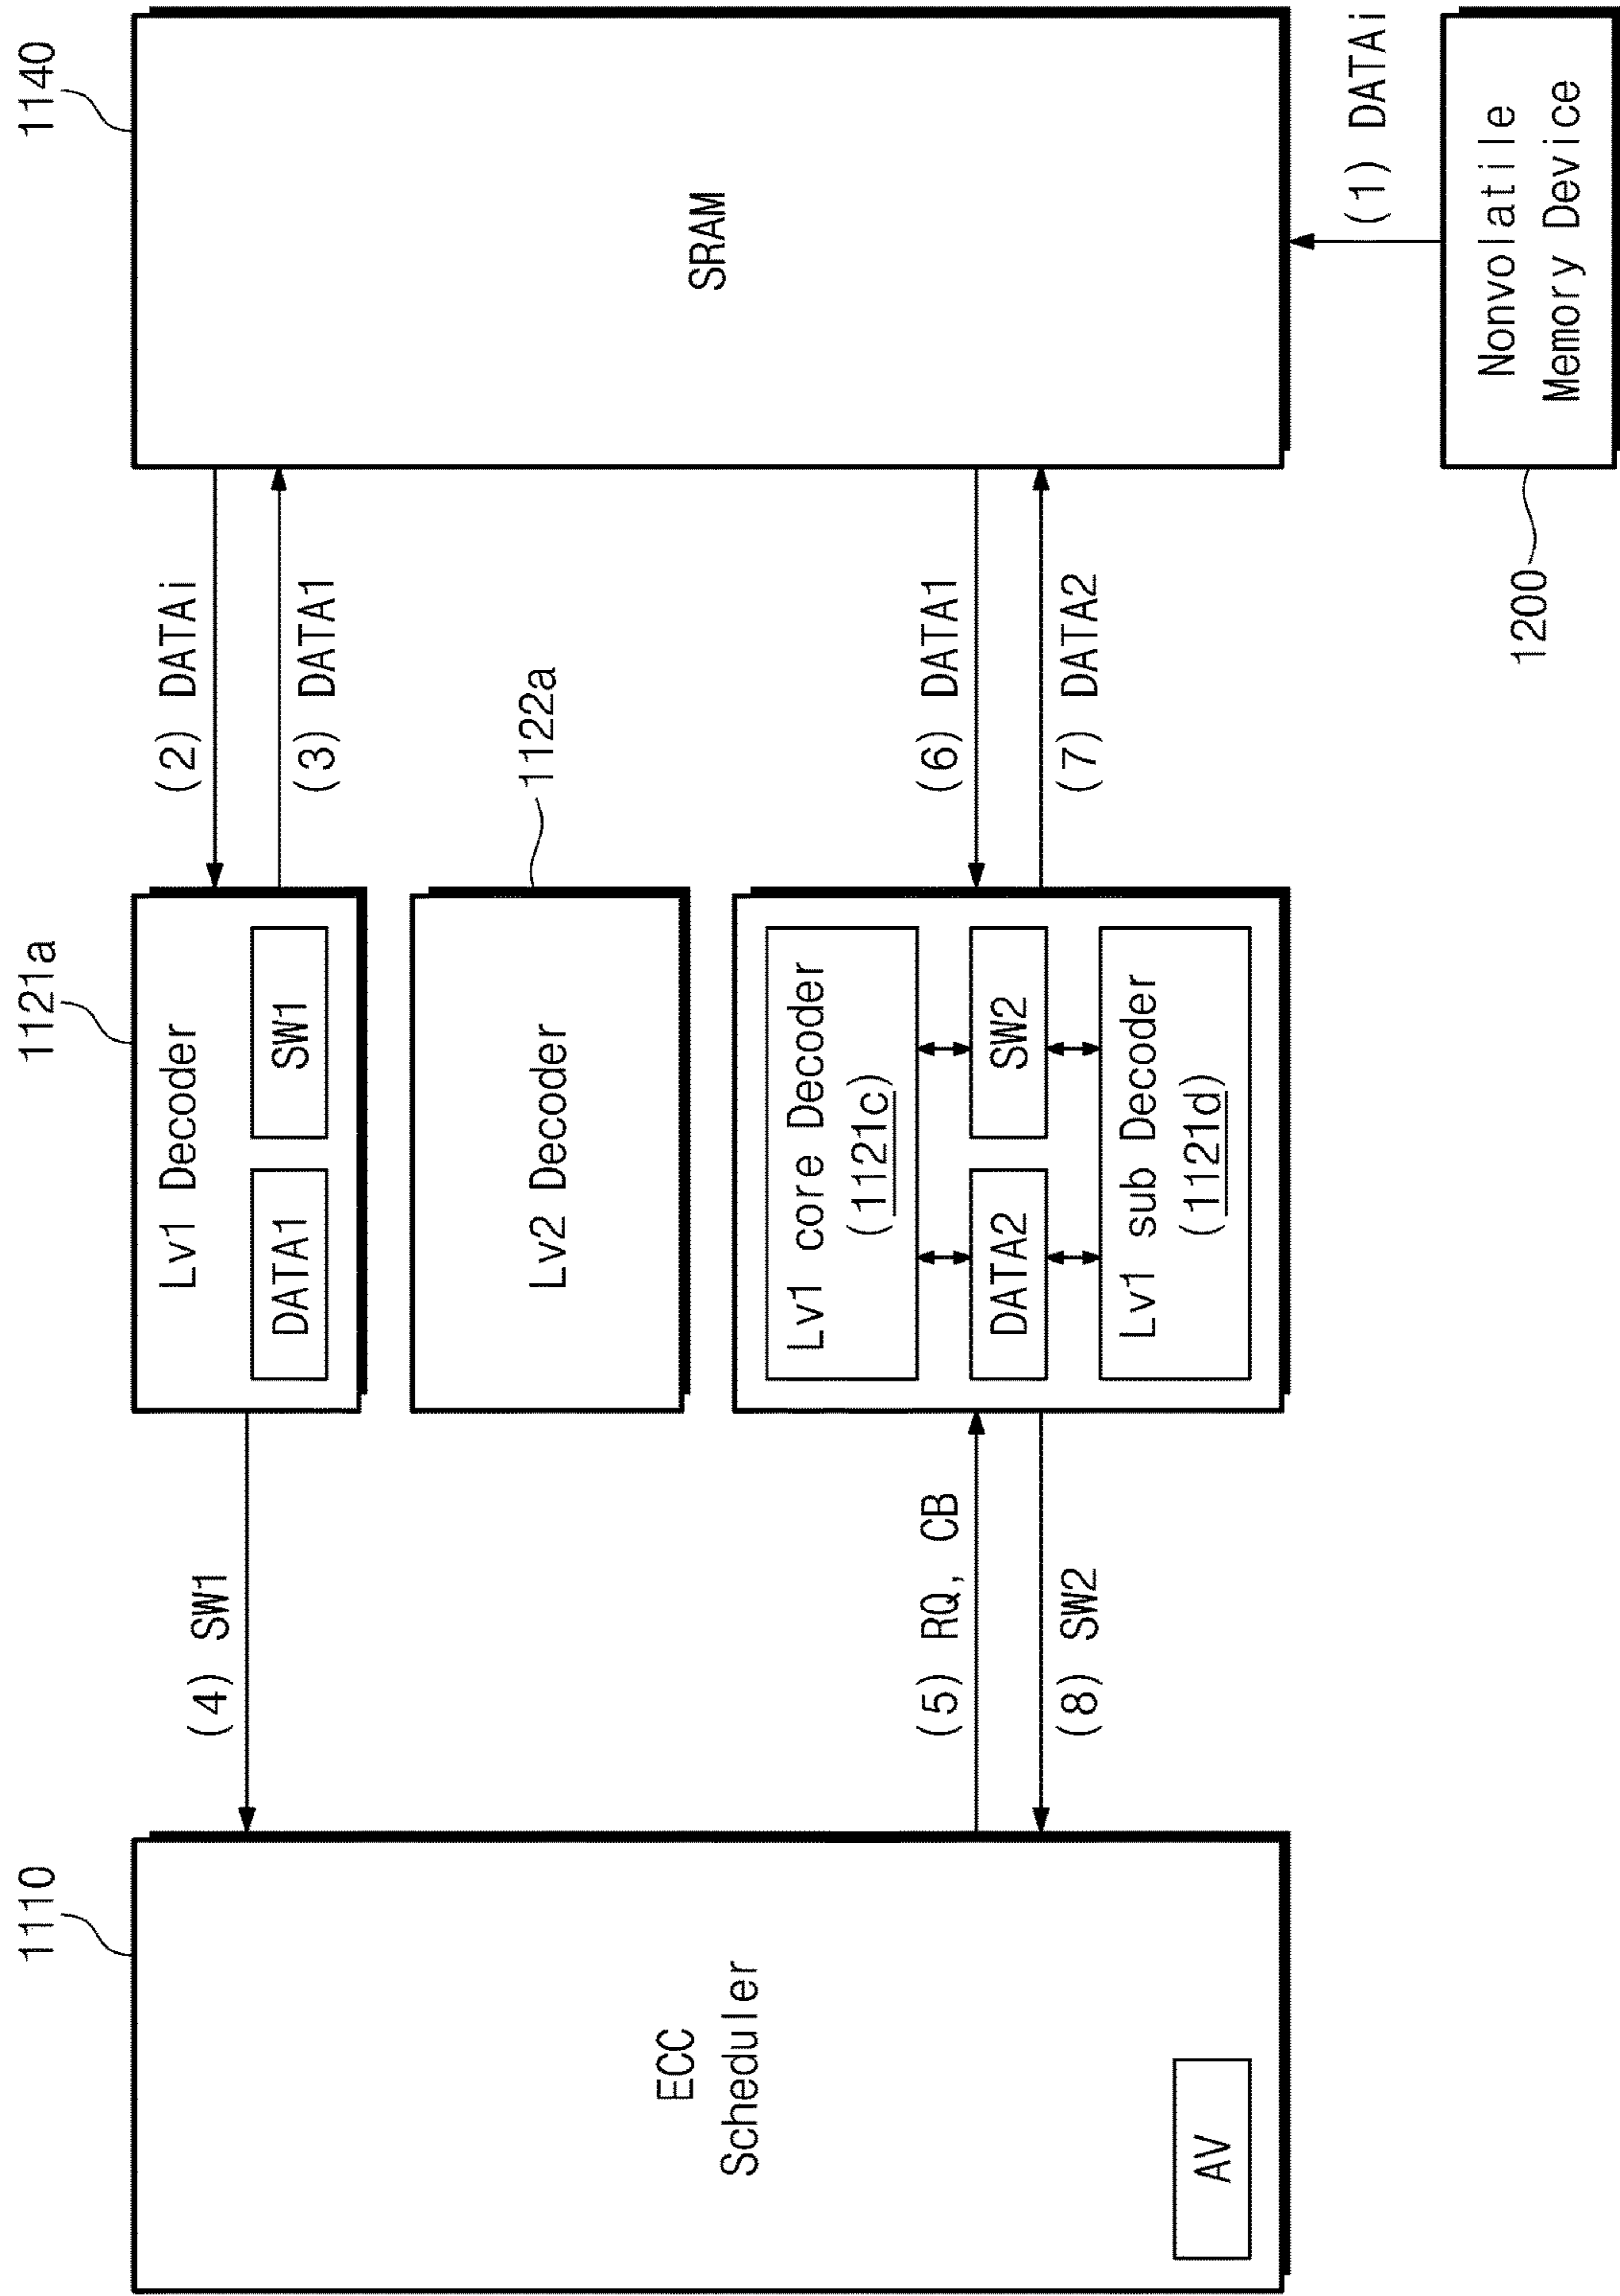 1110
1121a
1140
ECC
Scheduler
AV
(4) SW1
(5) RQ, CB
(8) SW2
Lv1 Decoder
DATA1
SW1
Lv2 Decoder
1122a
Lv1 core Decoder
(1121c)
DATA2
SW2
Lv1 sub Decoder
(1121d)
(2) DATAi
(3) DATA1
(6) DATA1
(7) DATA2
SRAM
(1) DATAi
1200
Nonvolatile
Memory Device